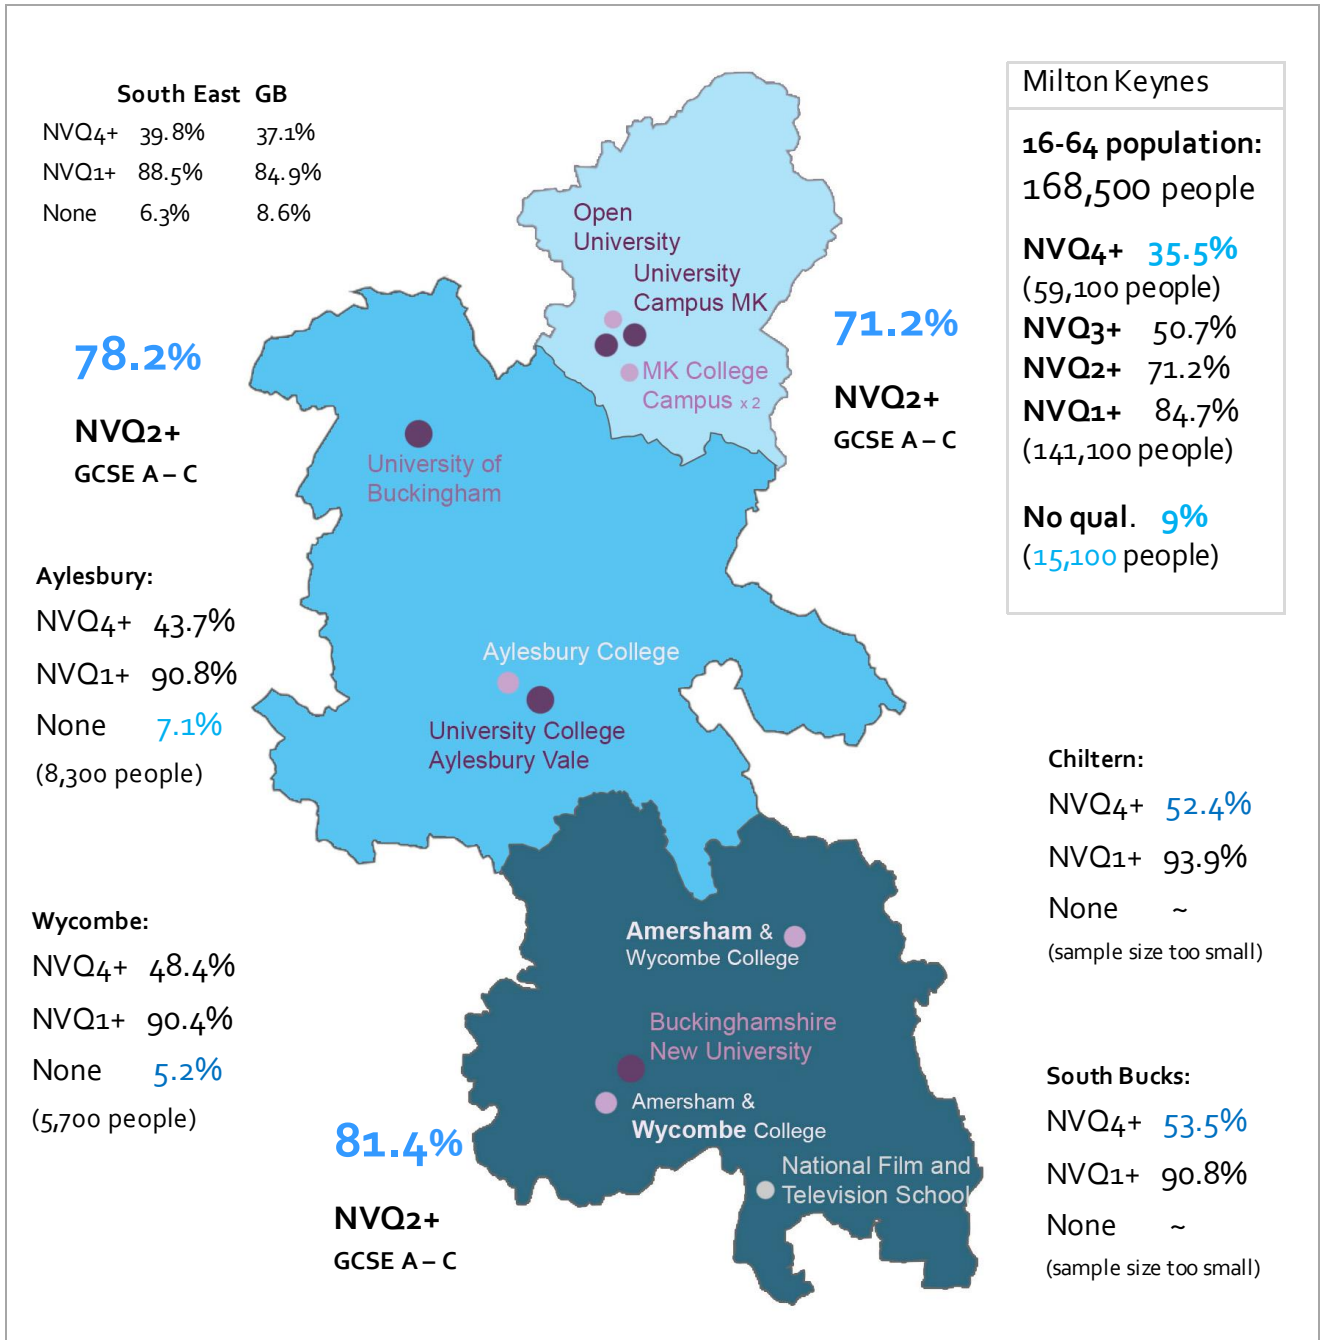 South East GB
NVQ4+ 39.8% 37.1%
NVQ1+ 88.5% 84.9%
None 6.3% 8.6%
Milton Keynes
16-64 population:
168,500 people
NVQ4+ 35.5%
(59,100 people)
NVQ3+ 50.7%
NVQ2+ 71.2%
NVQ1+ 84.7%
(141,100 people)
No qual. 9%
(15,100 people)
Open
University
University
Campus MK
MK College
Campus x 2
71.2%
NVQ2+
GCSE A – C
78.2%
NVQ2+
GCSE A – C
University of
Buckingham
Aylesbury:
NVQ4+ 43.7%
NVQ1+ 90.8%
None 7.1%
(8,300 people)
Aylesbury College
University College
Aylesbury Vale
Chiltern:
NVQ4+ 52.4%
NVQ1+ 93.9%
None ~
(sample size too small)
Wycombe:
NVQ4+ 48.4%
NVQ1+ 90.4%
None 5.2%
(5,700 people)
Amersham &
Wycombe College
Buckinghamshire
New University
Amersham &
Wycombe College
National Film and
Television School
81.4%
NVQ2+
GCSE A – C
South Bucks:
NVQ4+ 53.5%
NVQ1+ 90.8%
None ~
(sample size too small)